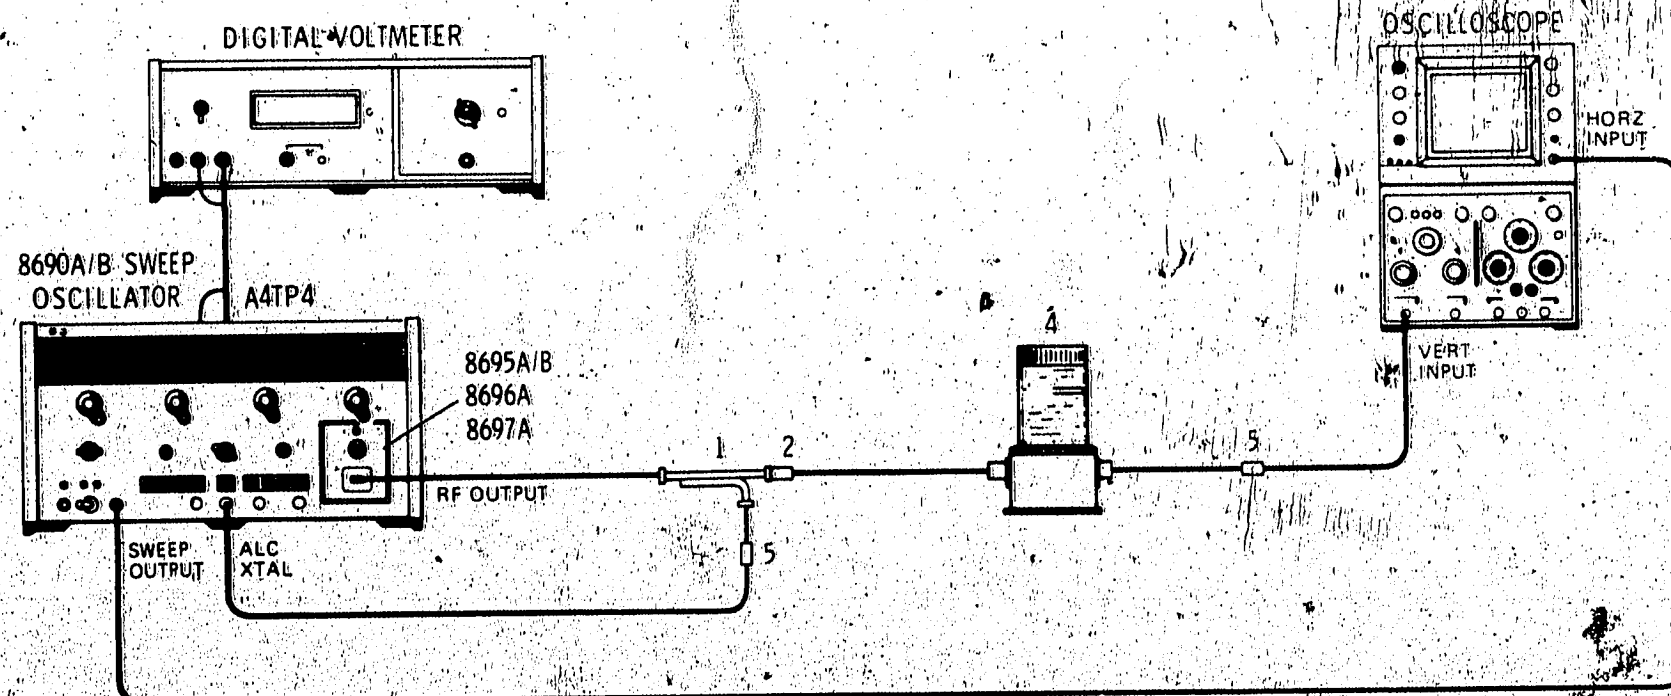 DIGITAL VOLTMETER
OSCILLOSCOPE
HORZ
INPUT
8690A/B SWEEP
OSCILLATOR
A4TP4
8695A/B
8696A
8697A
4
VERT
INPUT
1
2
5
RF OUTPUT
SWEEP
OUTPUT
ALC
XTAL
5